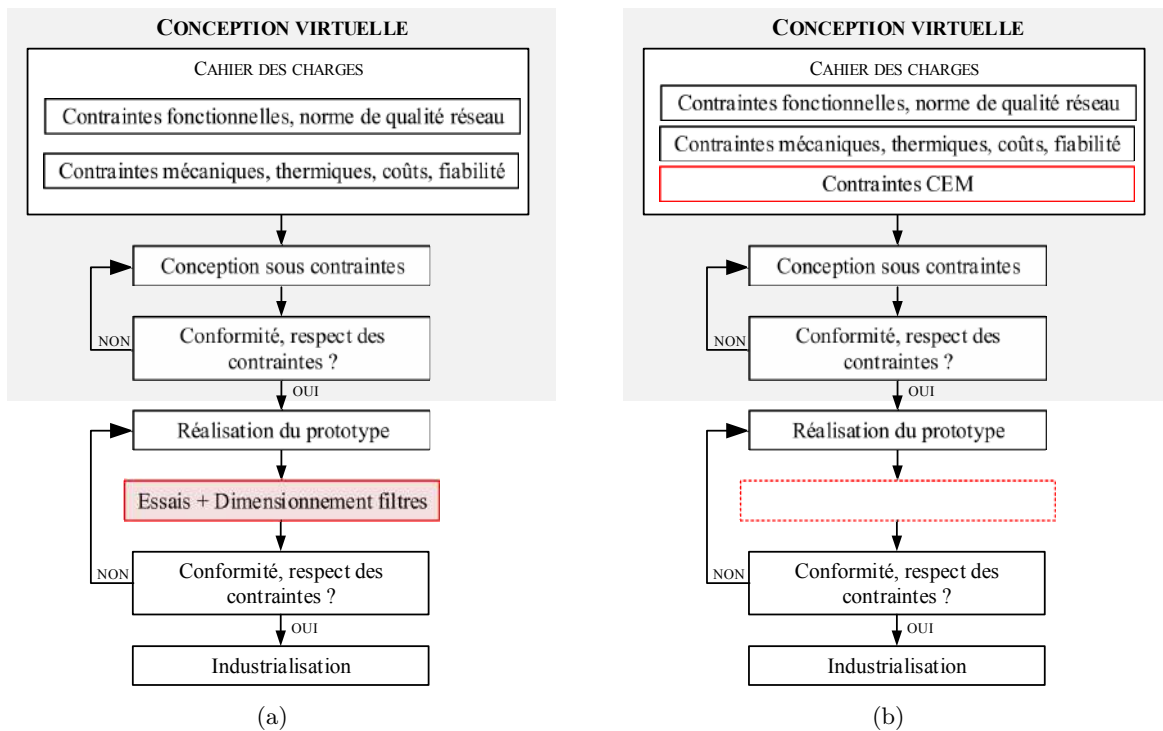 CONCEPTION VIRTUELLE
CAHIER DES CHARGES
Contraintes fonctionnelles, norme de qualité réseau
Contraintes mécaniques, thermiques, coûts, fiabilité
Conception sous contraintes
Conformité, respect des
contraintes ?
NON
OUI
Réalisation du prototype
Essais + Dimensionnement filtres
Conformité, respect des
contraintes ?
NON
OUI
Industrialisation
(a)
CONCEPTION VIRTUELLE
CAHIER DES CHARGES
Contraintes fonctionnelles, norme de qualité réseau
Contraintes mécaniques, thermiques, coûts, fiabilité
Contraintes CEM
Conception sous contraintes
Conformité, respect des
contraintes ?
NON
OUI
Réalisation du prototype
Conformité, respect des
contraintes ?
NON
OUI
Industrialisation
(b)